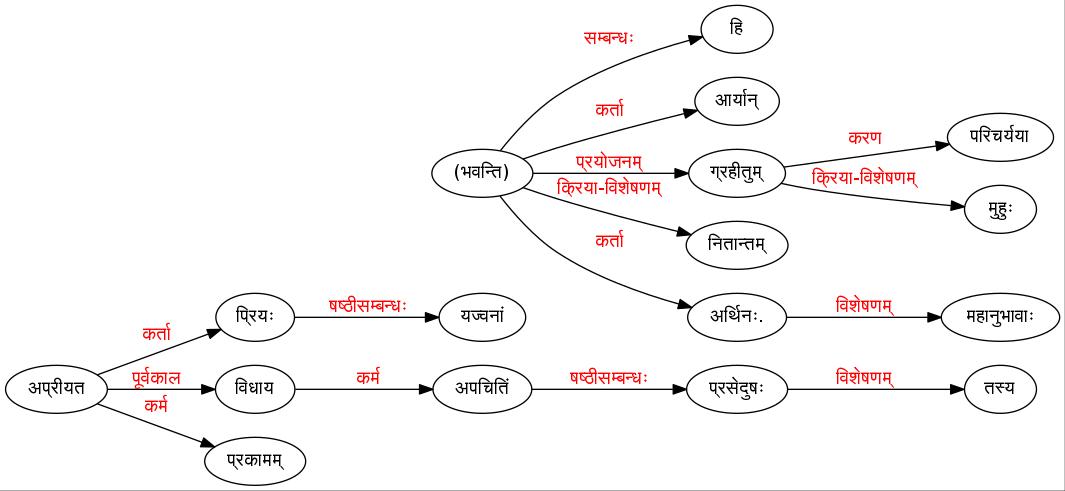 हि
सम्बन्धः
आर्यान्
कर्ता
परिचर्यया
करण
(भवन्ति)
प्रयोजनम्
ग्रहीतुम्
क्रिया-विशेषणम्
क्रिया-विशेषणम्
मुहुः
नितान्तम्
कर्ता
प्रियः
षष्ठीसम्बन्धः
यज्वनां
अर्थिनः.
विशेषणम्
महानुभावाः
कर्ता
अप्रीयत
पूर्वकाल
विधाय
कर्म
अपचितिं
षष्ठीसम्बन्धः
प्रसेदुषः
विशेषणम्
तस्य
कर्म
प्रकामम्